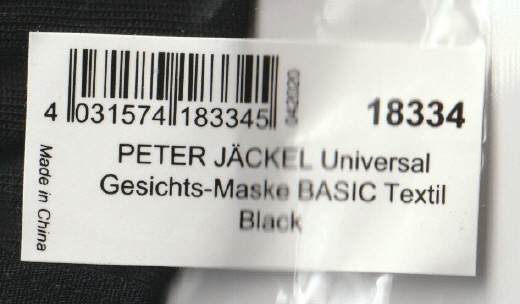 4 031574 183345
042020
18334
PETER JÄCKEL Universal
Gesichts-Maske BASIC Textil
Black
Made in China